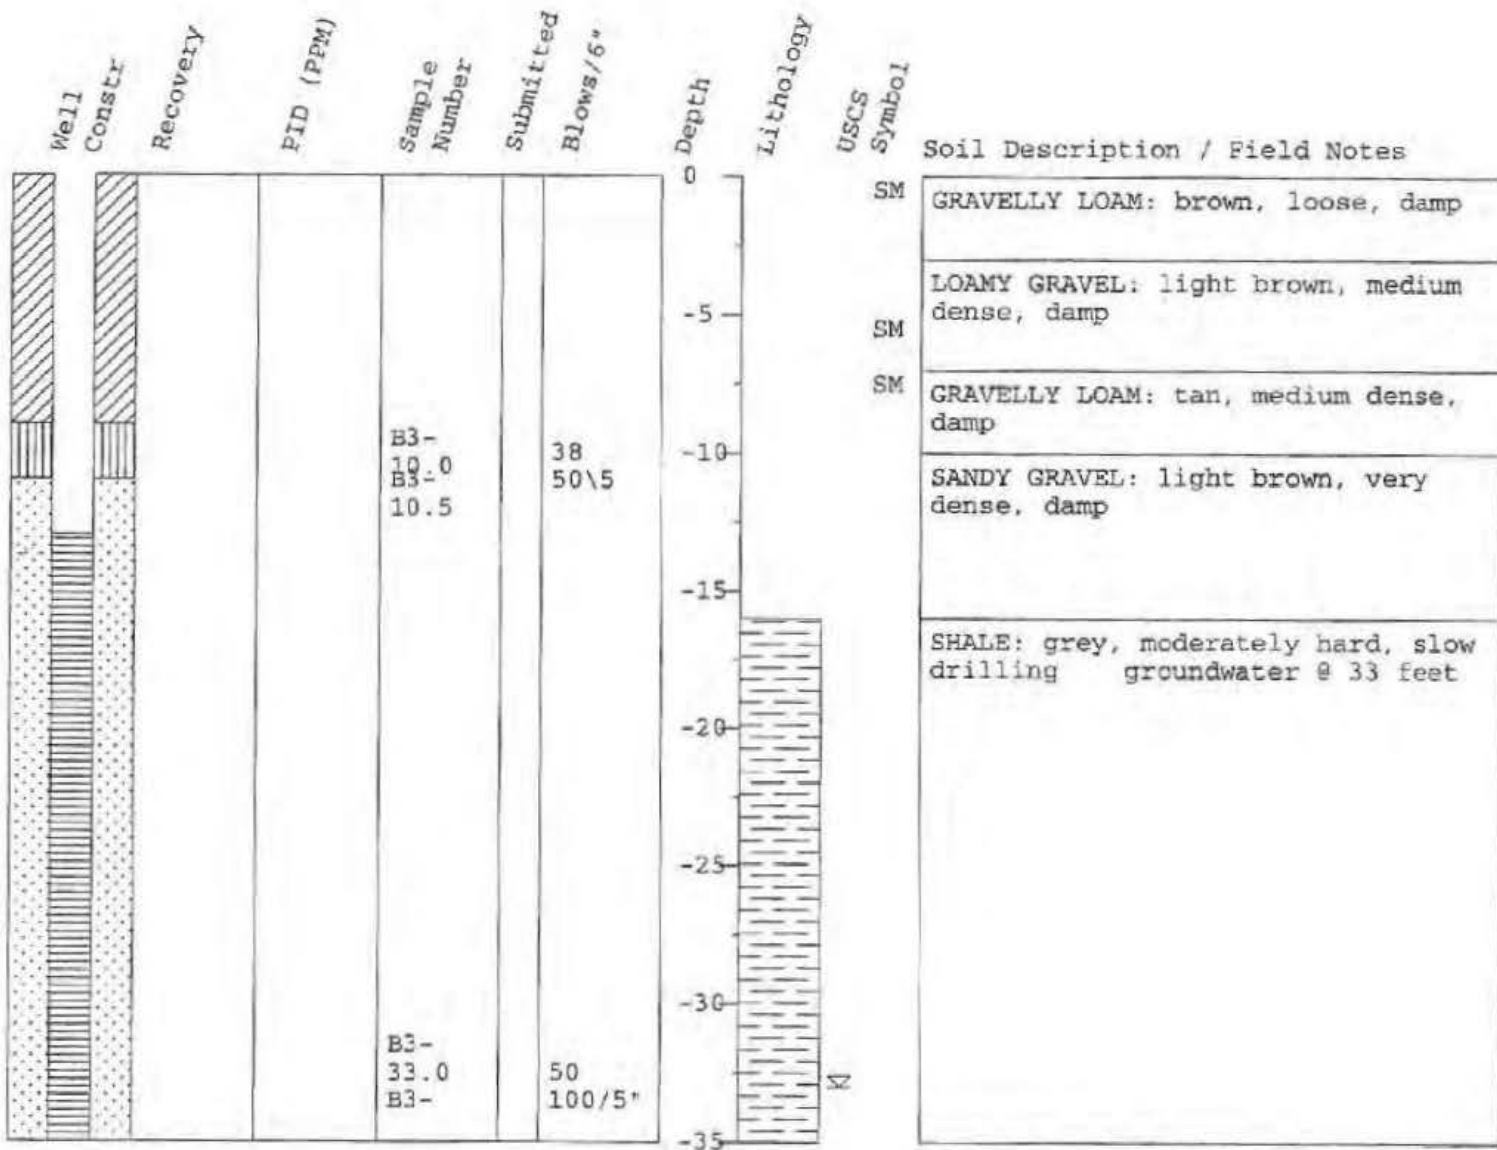 Well
Constr
Recovery
PID (PPM)
Sample
Number
Submitted
Blows/6"
Depth
Lithology
USCS
Symbol
Soil Description / Field Notes
0
SM
GRAVELLY LOAM: brown, loose, damp
LOAMY GRAVEL: light brown, medium
dense, damp
-5
SM
SM
GRAVELLY LOAM: tan, medium dense,
damp
B3-
10.0
38
-10
B3-
50\5
10.5
SANDY GRAVEL: light brown, very
dense, damp
-15
SHALE: grey, moderately hard, slow
drilling groundwater @ 33 feet
-20
-25
-30
B3-
33.0
50
B3-
100/5"
-35